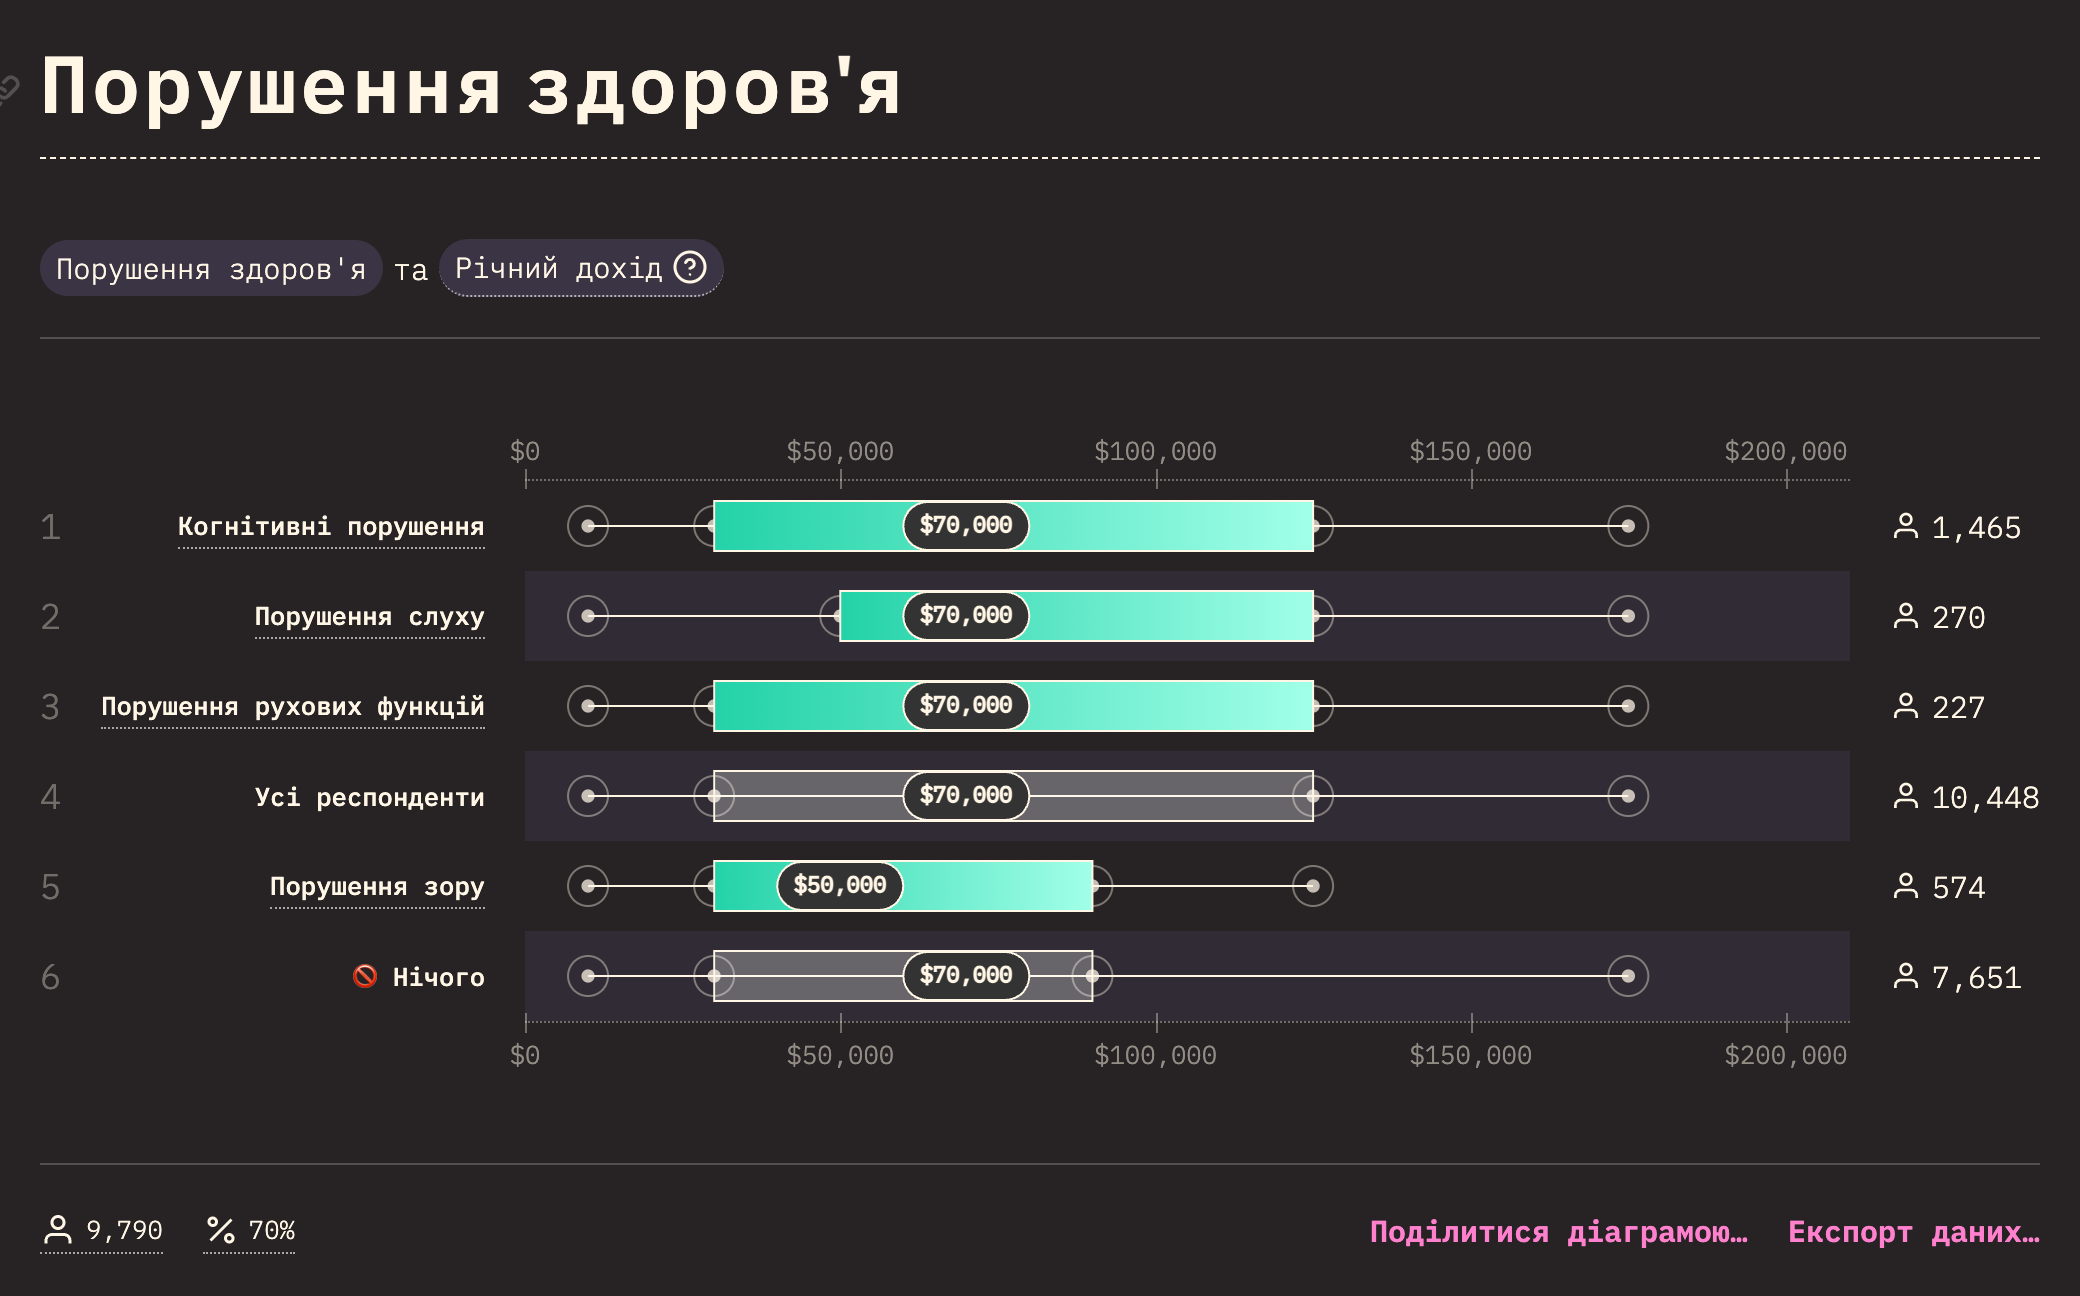 Порушення здоров'я
Порушення здоров'я та Річний дохід ?
$0 $50,000 $100,000 $150,000 $200,000
1 Когнітивні порушення $70,000 1,465
2 Порушення слуху $70,000 270
3 Порушення рухових функцій $70,000 227
4 Усі респонденти $70,000 10,448
5 Порушення зору $50,000 574
6 🚫 Нічого $70,000 7,651
$0 $50,000 $100,000 $150,000 $200,000
9,790 % 70% Поділитися діаграмою… Експорт даних…